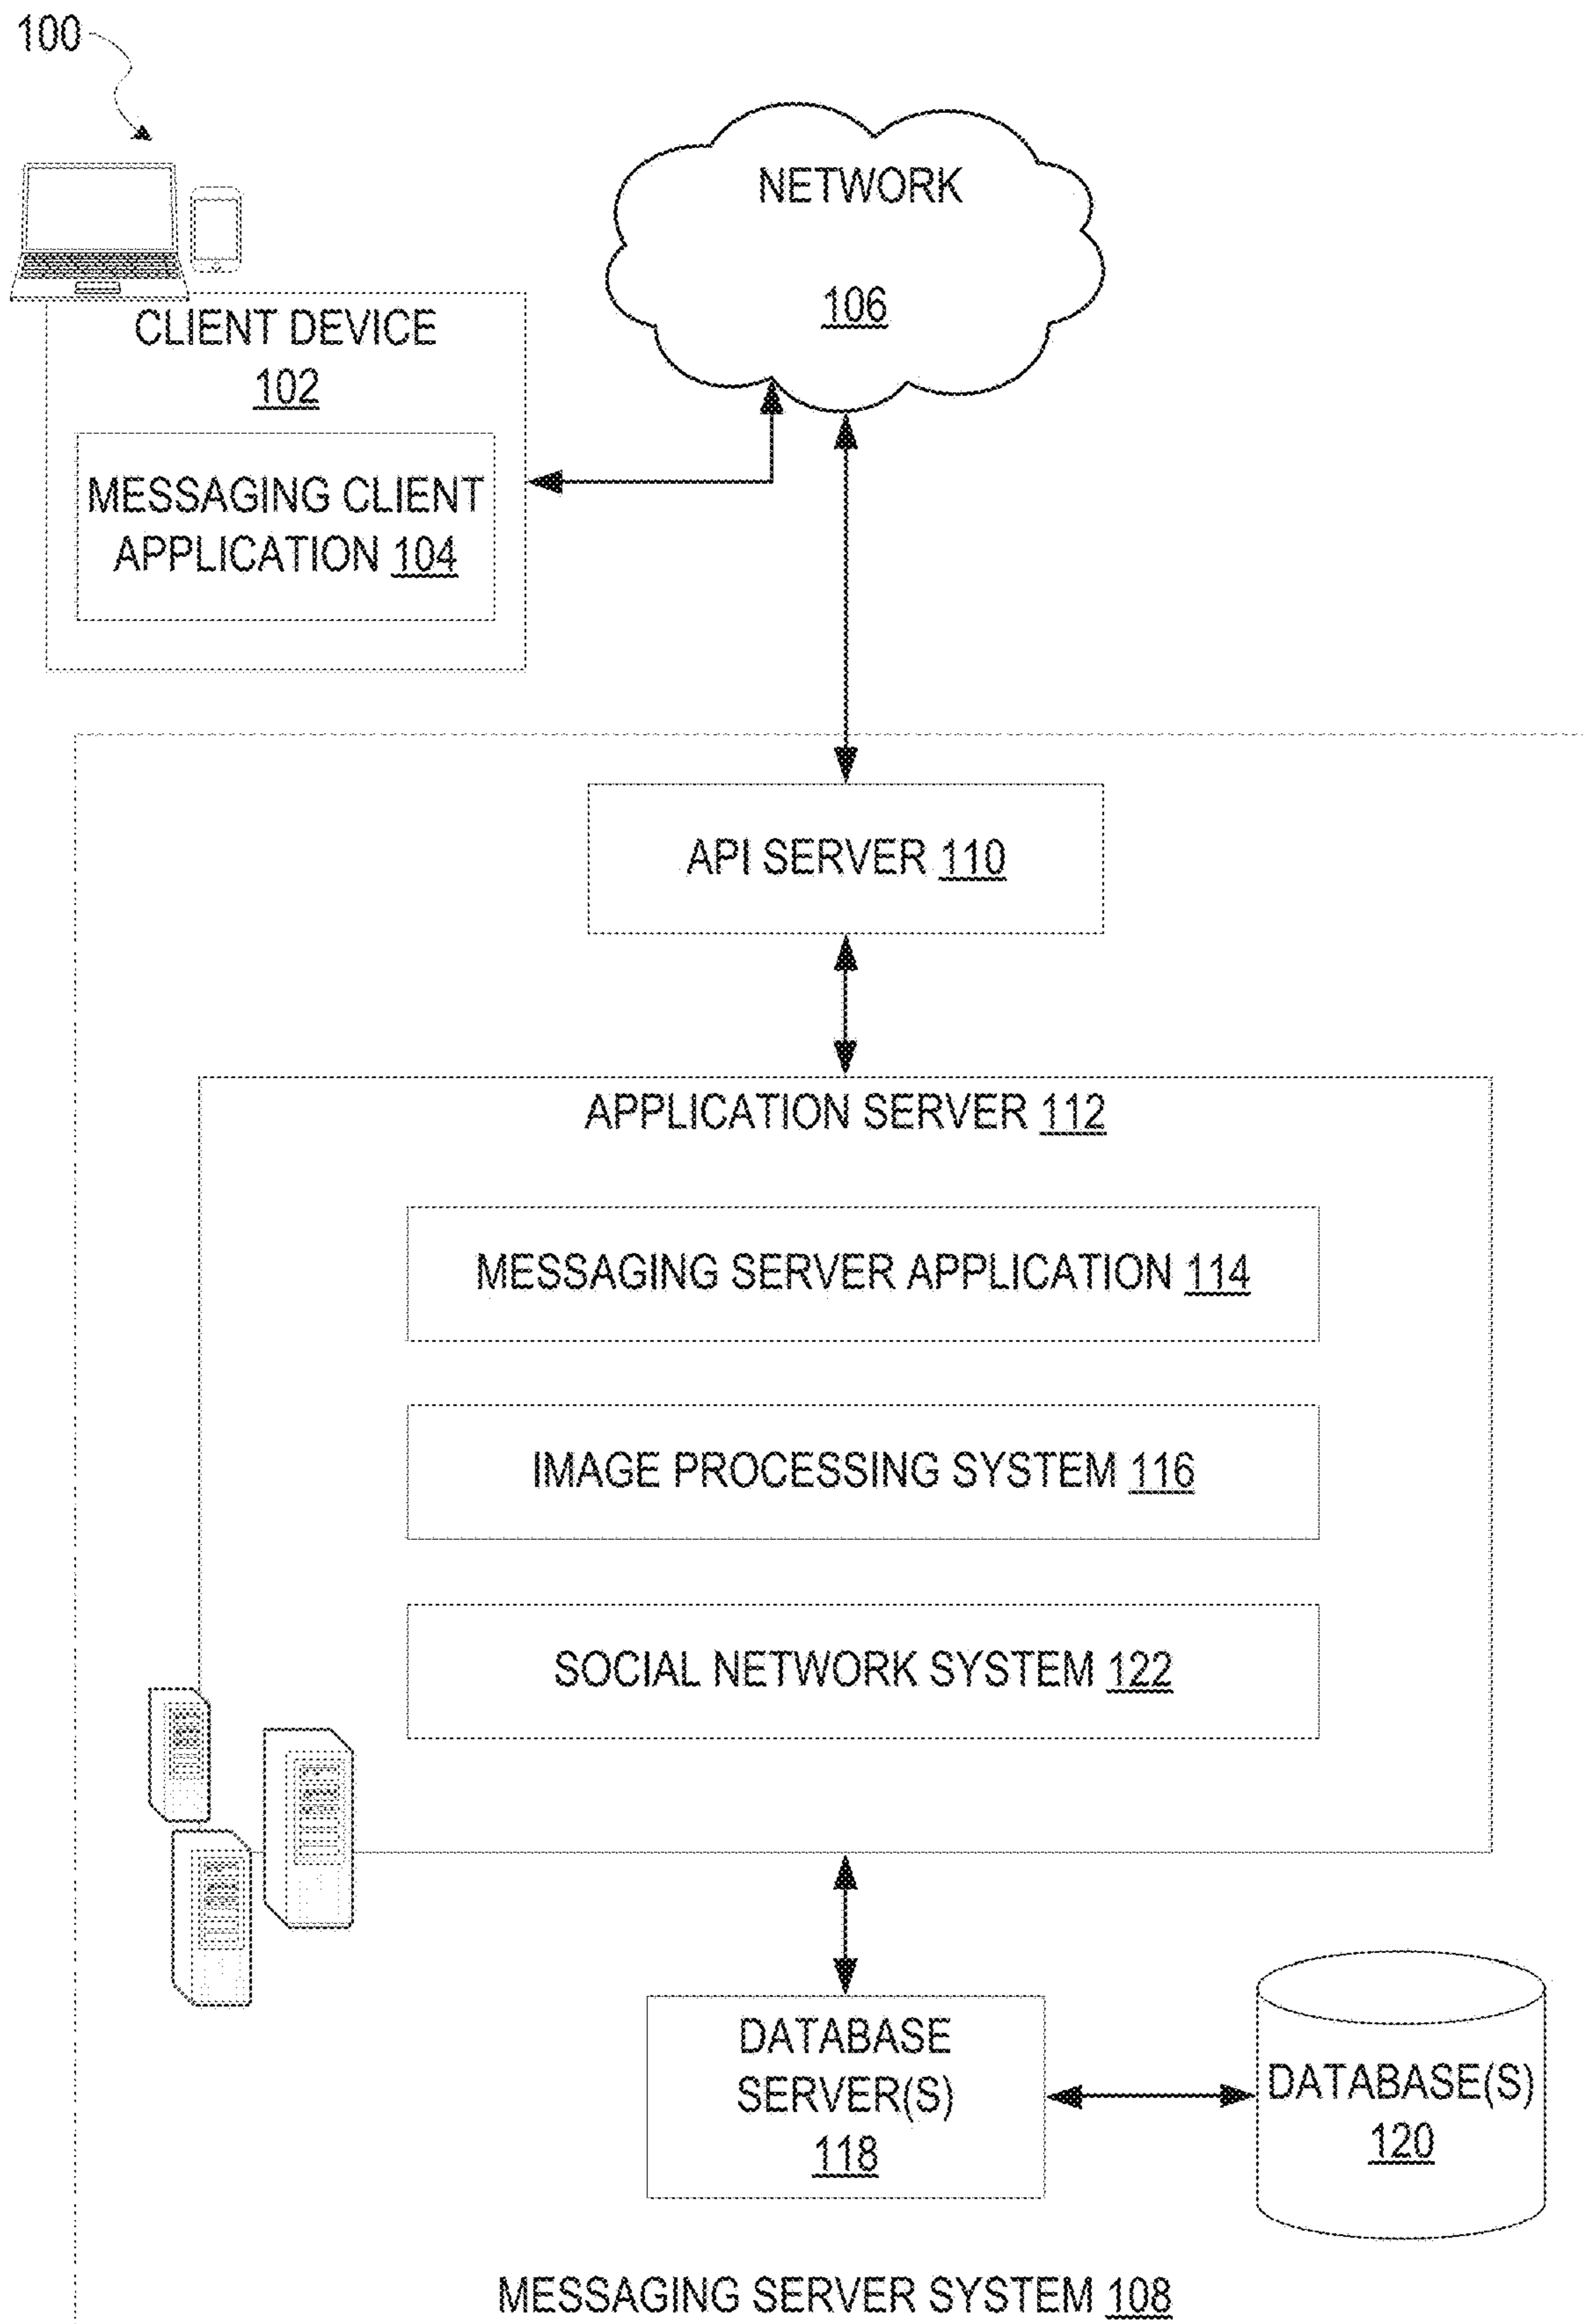 100
NETWORK
106
CLIENT DEVICE
102
MESSAGING CLIENT
APPLICATION 104
API SERVER 110
APPLICATION SERVER 112
MESSAGING SERVER APPLICATION 114
IMAGE PROCESSING SYSTEM 116
SOCIAL NETWORK SYSTEM 122
DATABASE
SERVER(S)
118
DATABASE(S)
120
MESSAGING SERVER SYSTEM 108